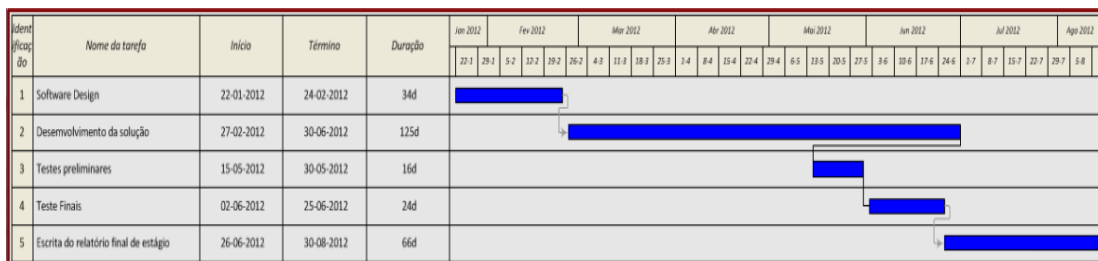 Ident
ificaç
ão
Nome da tarefa
Início
Término
Duração
Jan 2012
Fev 2012
Mar 2012
Abr 2012
Mai 2012
Jun 2012
Jul 2012
Ago 2012
22-1 29-1 5-2 12-2 19-2 26-2 4-3 11-3 18-3 25-3 1-4 8-4 15-4 22-4 29-4 6-5 13-5 20-5 27-5 3-6 10-6 17-6 24-6 1-7 8-7 15-7 22-7 29-7 5-8
1 Software Design 22-01-2012 24-02-2012 34d
2 Desemvolvimento da solução 27-02-2012 30-06-2012 125d
3 Testes preliminares 15-05-2012 30-05-2012 16d
4 Teste Finais 02-06-2012 25-06-2012 24d
5 Escrita do relatório final de estágio 26-06-2012 30-08-2012 66d